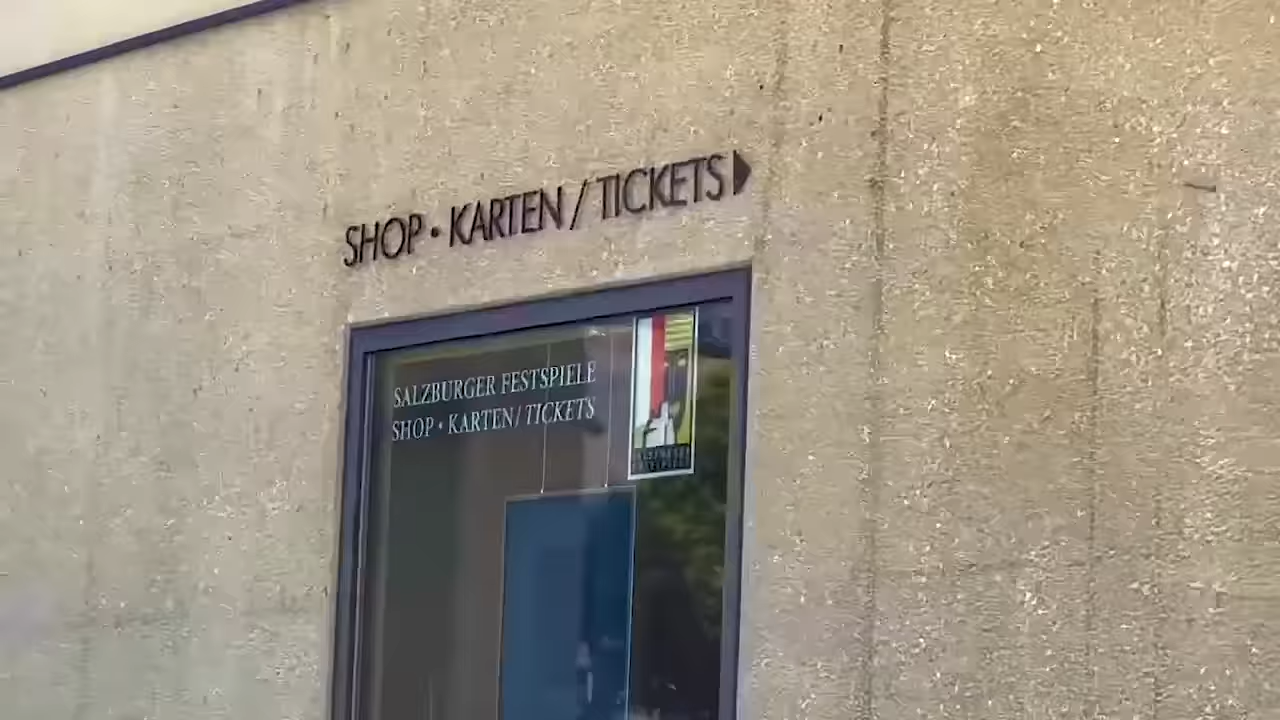 SHOP • KARTEN / TICKETS
SALZBURGER FESTSPIELE
SHOP • KARTEN / TICKETS